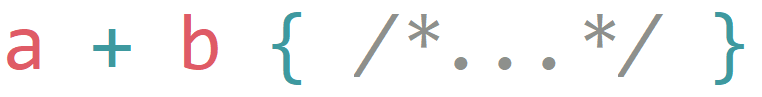 a + b { /*...*/ }